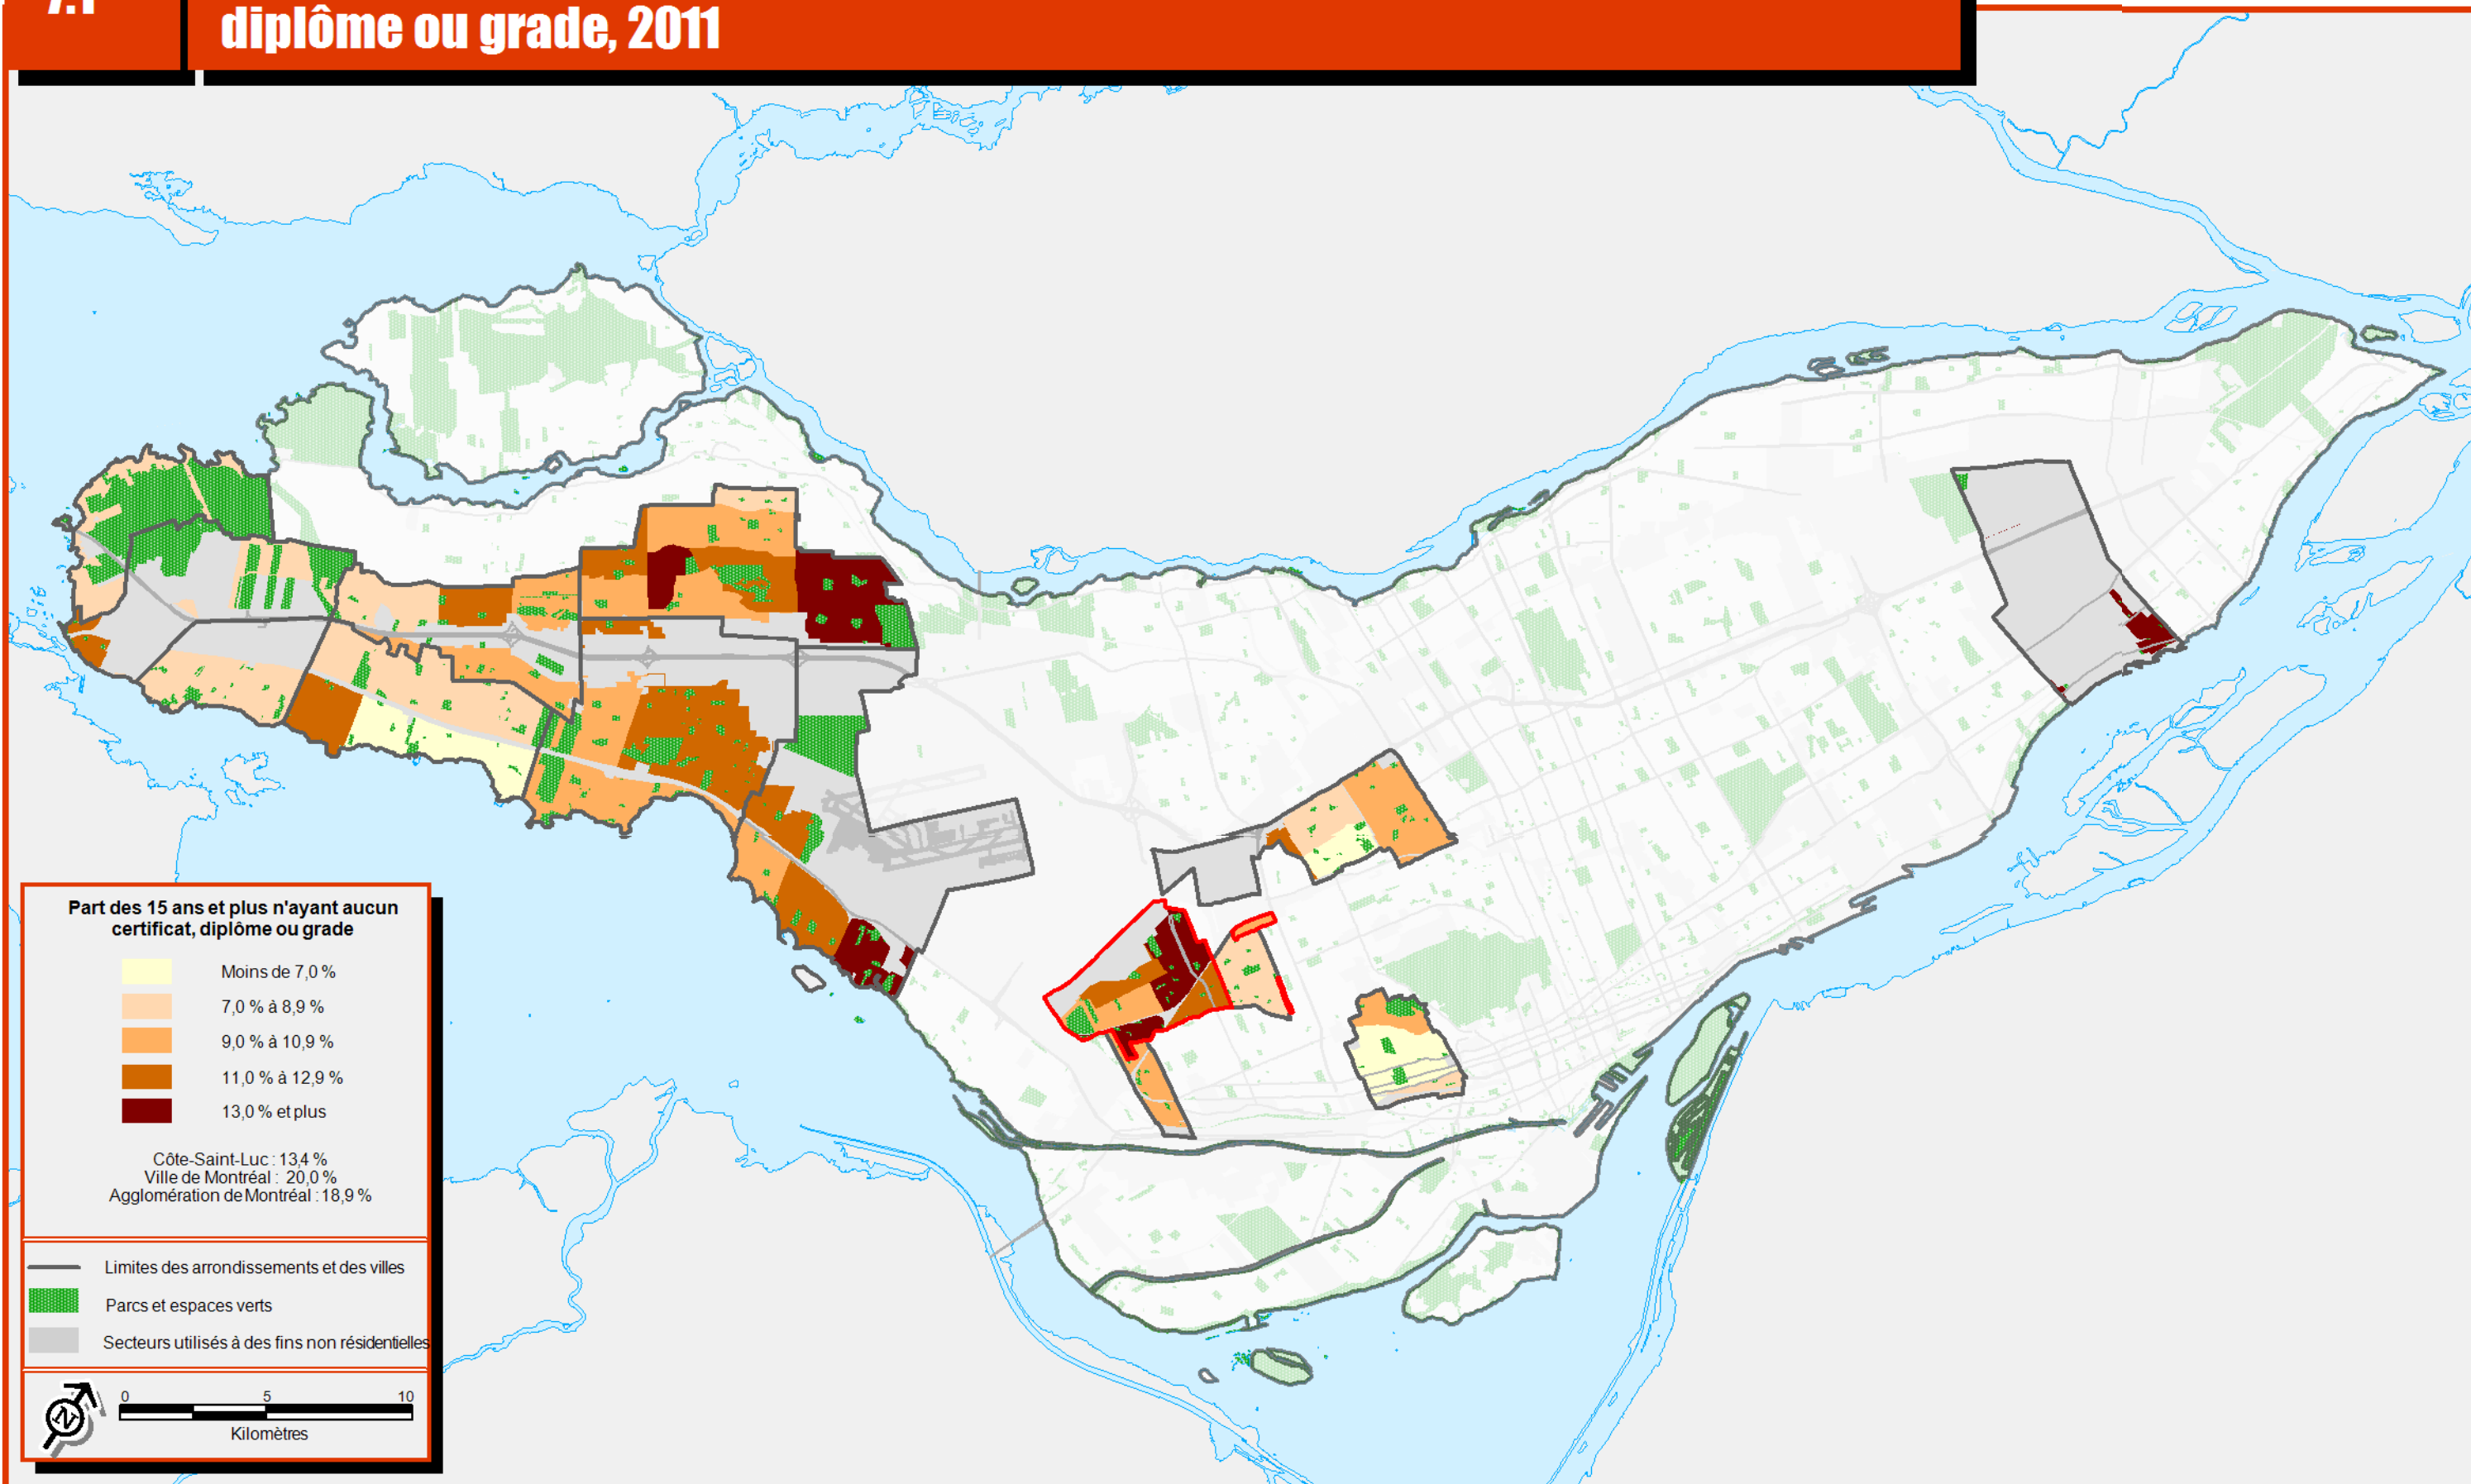 7.1
diplôme ou grade, 2011
Part des 15 ans et plus n'ayant aucun
certificat, diplôme ou grade
Moins de 7,0 %
7,0 % à 8,9 %
9,0 % à 10,9 %
11,0 % à 12,9 %
13,0 % et plus
Côte-Saint-Luc : 13,4 %
Ville de Montréal : 20,0 %
Agglomération de Montréal : 18,9 %
Limites des arrondissements et des villes
Parcs et espaces verts
Secteurs utilisés à des fins non résidentielles
N
0 5 10
Kilomètres